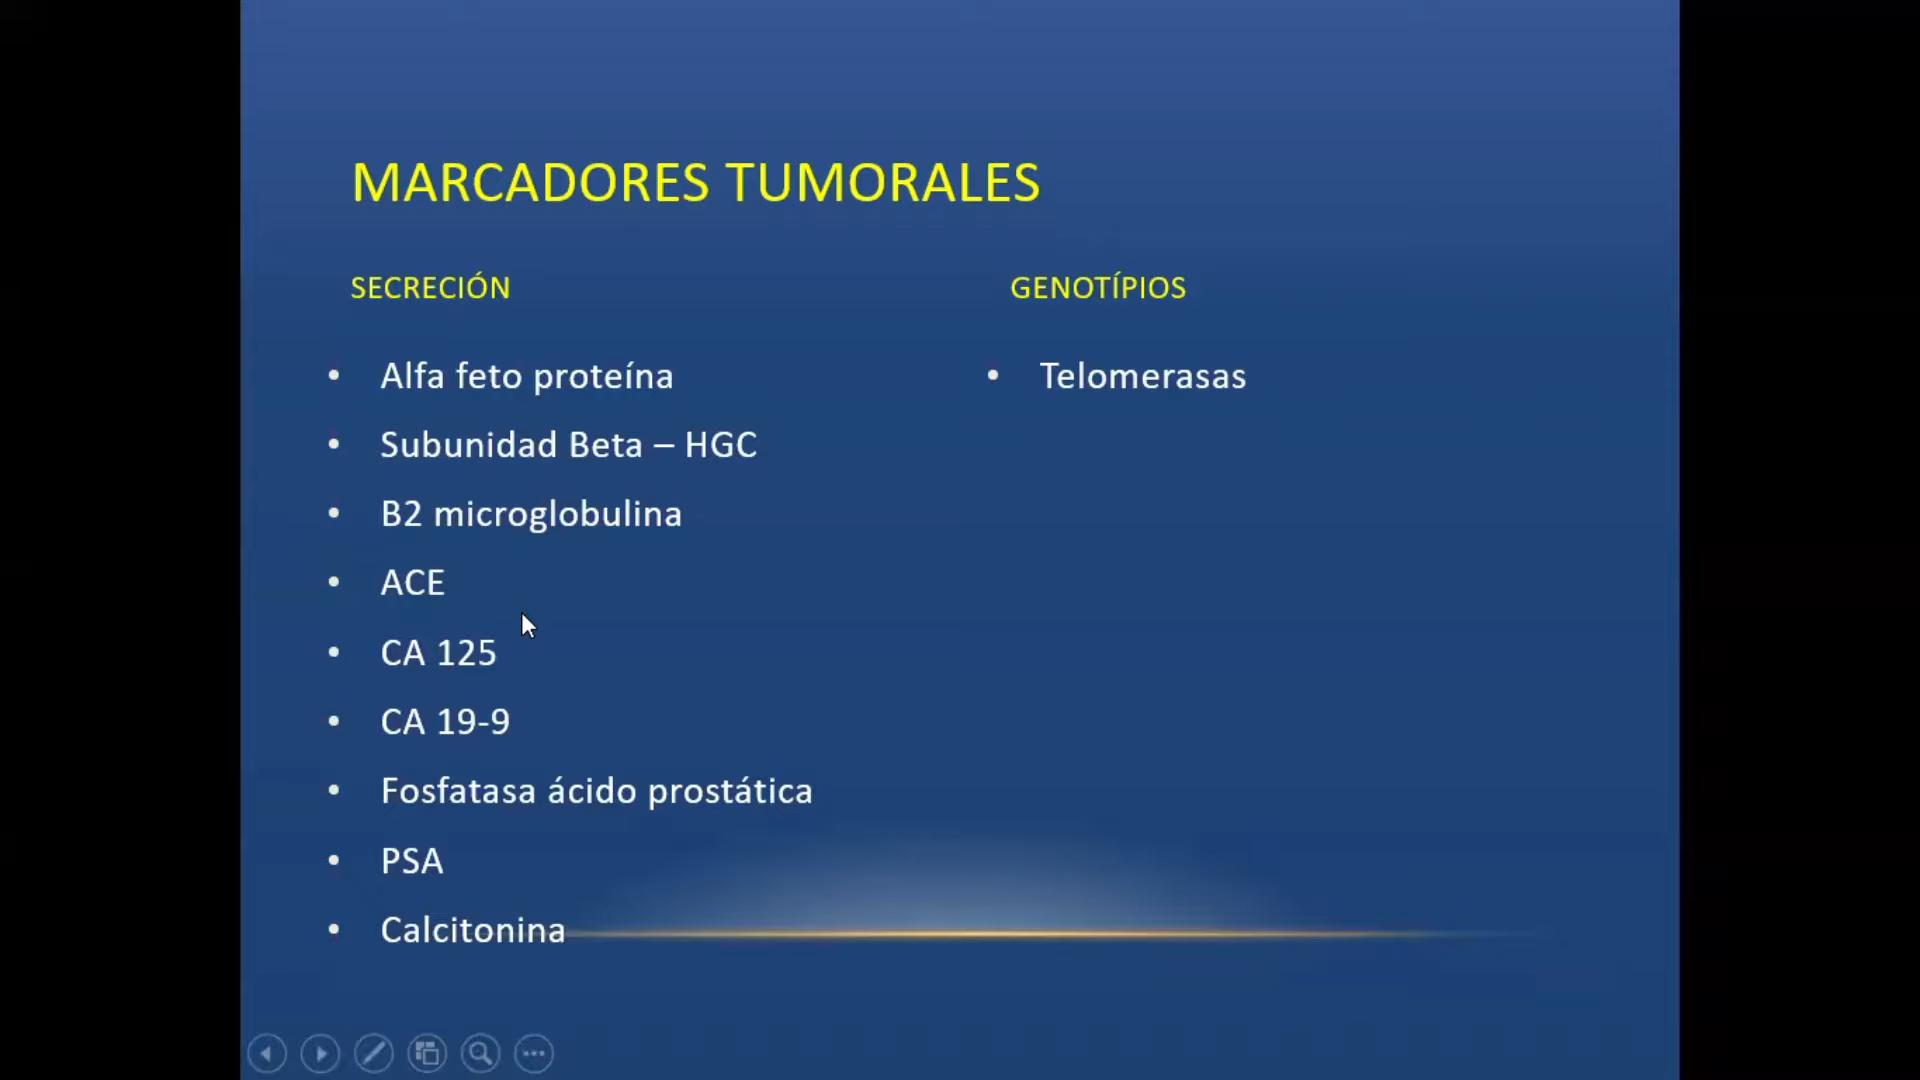 MARCADORES TUMORALES
SECRECIÓN
• Alfa feto proteína
• Subunidad Beta – HGC
• B2 microglobulina
• ACE
• CA 125
• CA 19-9
• Fosfatasa ácido prostática
• PSA
• Calcitonina
GENOTÍPIOS
• Telomerasas